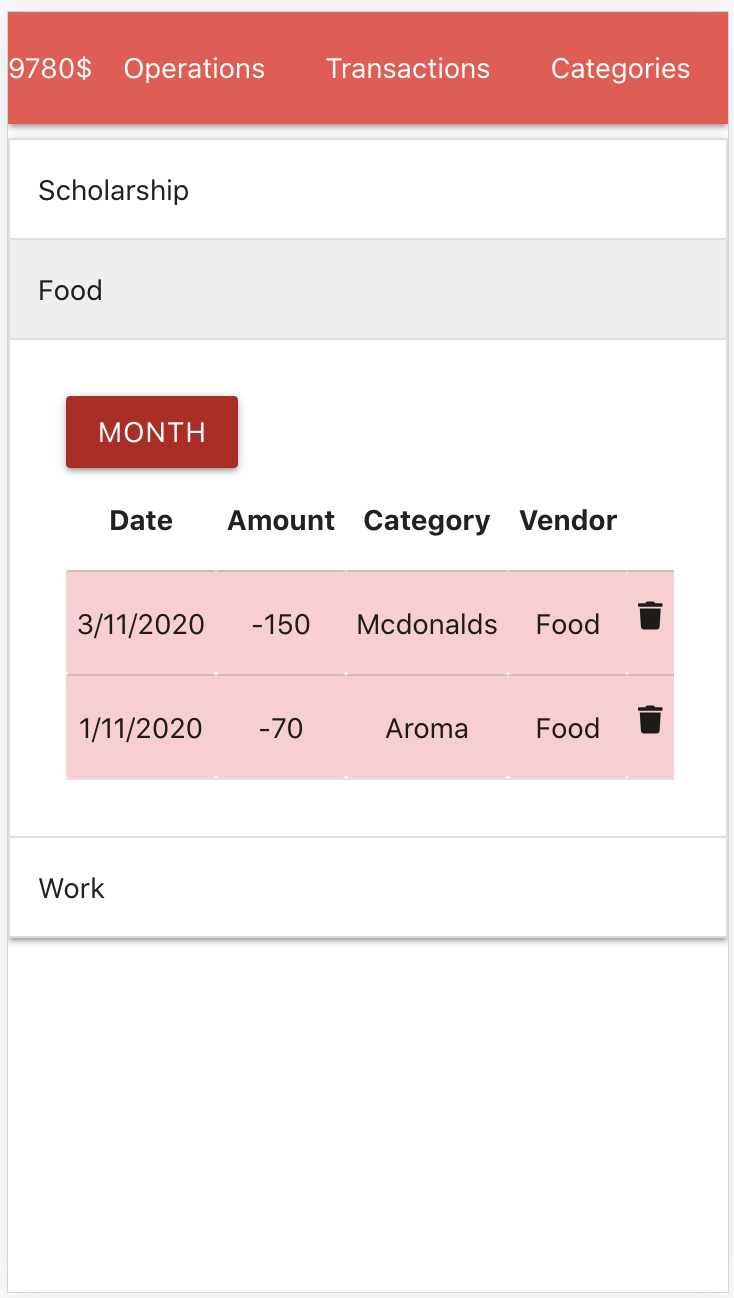 9780$ Operations Transactions Categories
Scholarship
Food
MONTH
Date Amount Category Vendor
3/11/2020 -150 Mcdonalds Food
1/11/2020 -70 Aroma Food
Work